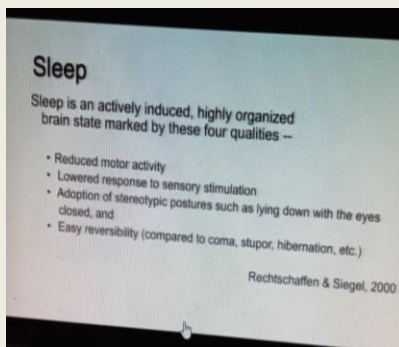 Sleep
Sleep is an actively induced, highly organized
brain state marked by these four qualities –
• Reduced motor activity
• Lowered response to sensory stimulation
• Adoption of stereotypic postures such as lying down with the eyes
closed, and
• Easy reversibility (compared to coma, stupor, hibernation, etc.)
Rechtschaffen & Siegel, 2000